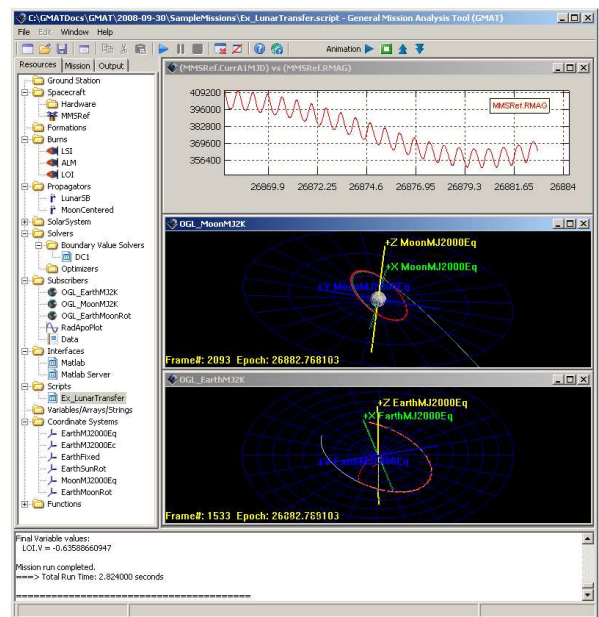 C:\GMATDocs\GMAT\2008-09-30\SampleMissions\Ex_LunarTransfer.script - General Mission Analysis Tool (GMAT)
File Edit Window Help
Animation
Resources Mission Output
Ground Station
Spacecraft
Hardware
MMSRef
Formations
Burns
LSI
ALM
LOI
Propagators
LunarSB
MoonCentered
SolarSystem
Solvers
Boundary Value Solvers
DC1
Optimizers
Subscribers
OGL_EarthMJ2K
OGL_MoonMJ2K
OGL_EarthMoonRot
RadApoPlot
Data
Interfaces
Matlab
Matlab Server
Scripts
Ex_LunarTransfer
Variables/Arrays/Strings
Coordinate Systems
EarthMJ2000Eq
EarthMJ2000Ec
EarthFixed
EarthSunRot
MoonMJ2000Eq
EarthMoonRot
Functions
(MMSRef.CurrA1MJD) vs (MMSRef.RMAG)
409200
396000
382800
369600
356400
MMSRef.RMAG
26869.9 26872.25 26874.6 26876.95 26879.3 26881.65 26884
OGL_MoonMJ2K
+Z MoonMJ2000Eq
+X MoonMJ2000Eq
+Y MoonMJ2000Eq
Frame#: 2093 Epoch: 26882.768103
OGL_EarthMJ2K
+Z EarthMJ2000Eq
+X EarthMJ2000Eq
+Y EarthMJ2000Eq
Frame#: 1533 Epoch: 26882.769103
Final Variable values:
LOI.V = -0.63588660947
Mission run completed.
===> Total Run Time: 2.824000 seconds
========================================